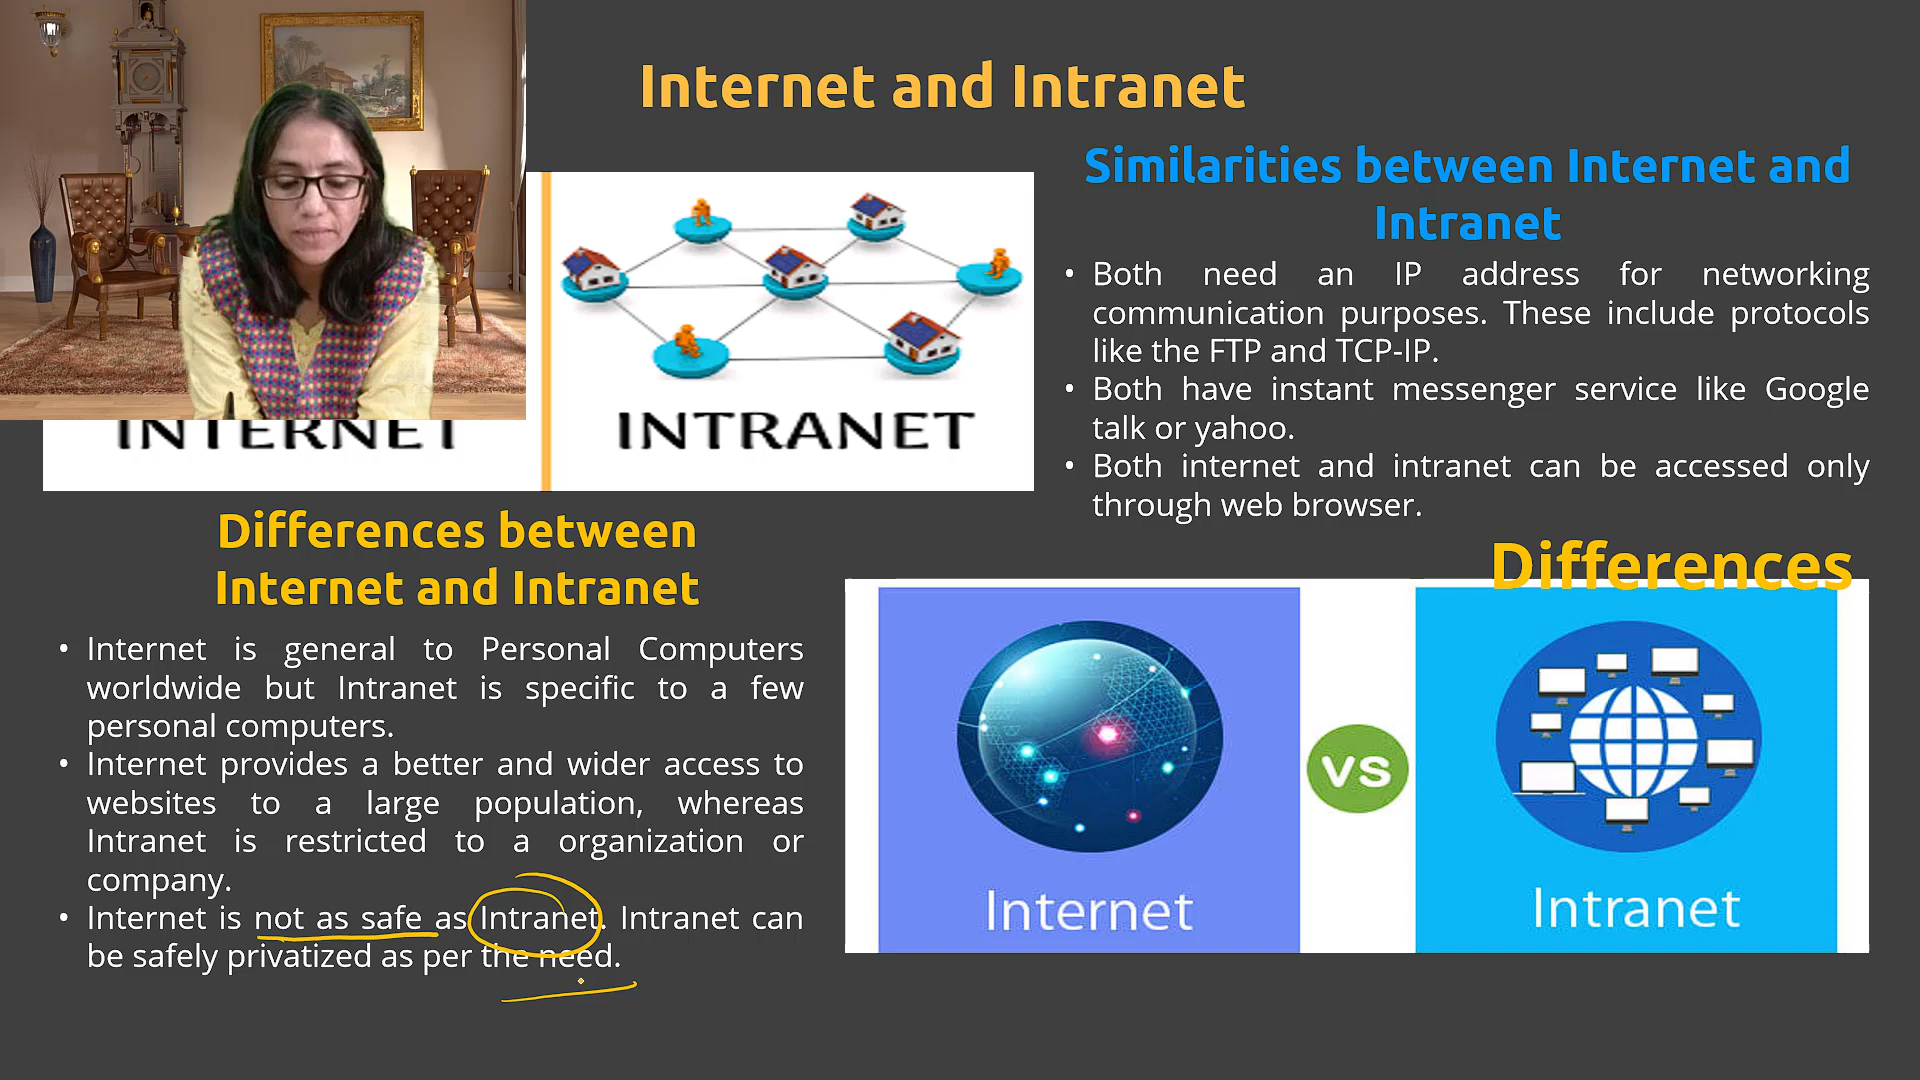 Internet and Intranet
Similarities between Internet and
Intranet
• Both need an IP address for networking
communication purposes. These include protocols
like the FTP and TCP-IP.
• Both have instant messenger service like Google
talk or yahoo.
• Both internet and intranet can be accessed only
through web browser.
INTERNET
INTRANET
Differences between
Internet and Intranet
• Internet is general to Personal Computers
worldwide but Intranet is specific to a few
personal computers.
• Internet provides a better and wider access to
websites to a large population, whereas
Intranet is restricted to a organization or
company.
• Internet is not as safe as Intranet. Intranet can
be safely privatized as per the need.
Differences
Internet
vs
Intranet